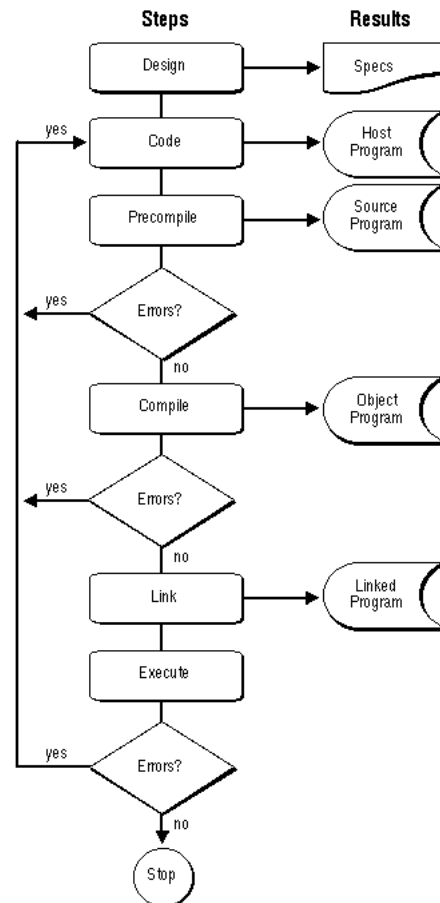 Steps
Results
Design
Specs
yes
Code
Host
Program
Precompile
Source
Program
yes
Errors?
no
Compile
Object
Program
yes
Errors?
no
Link
Linked
Program
Execute
yes
Errors?
no
Stop